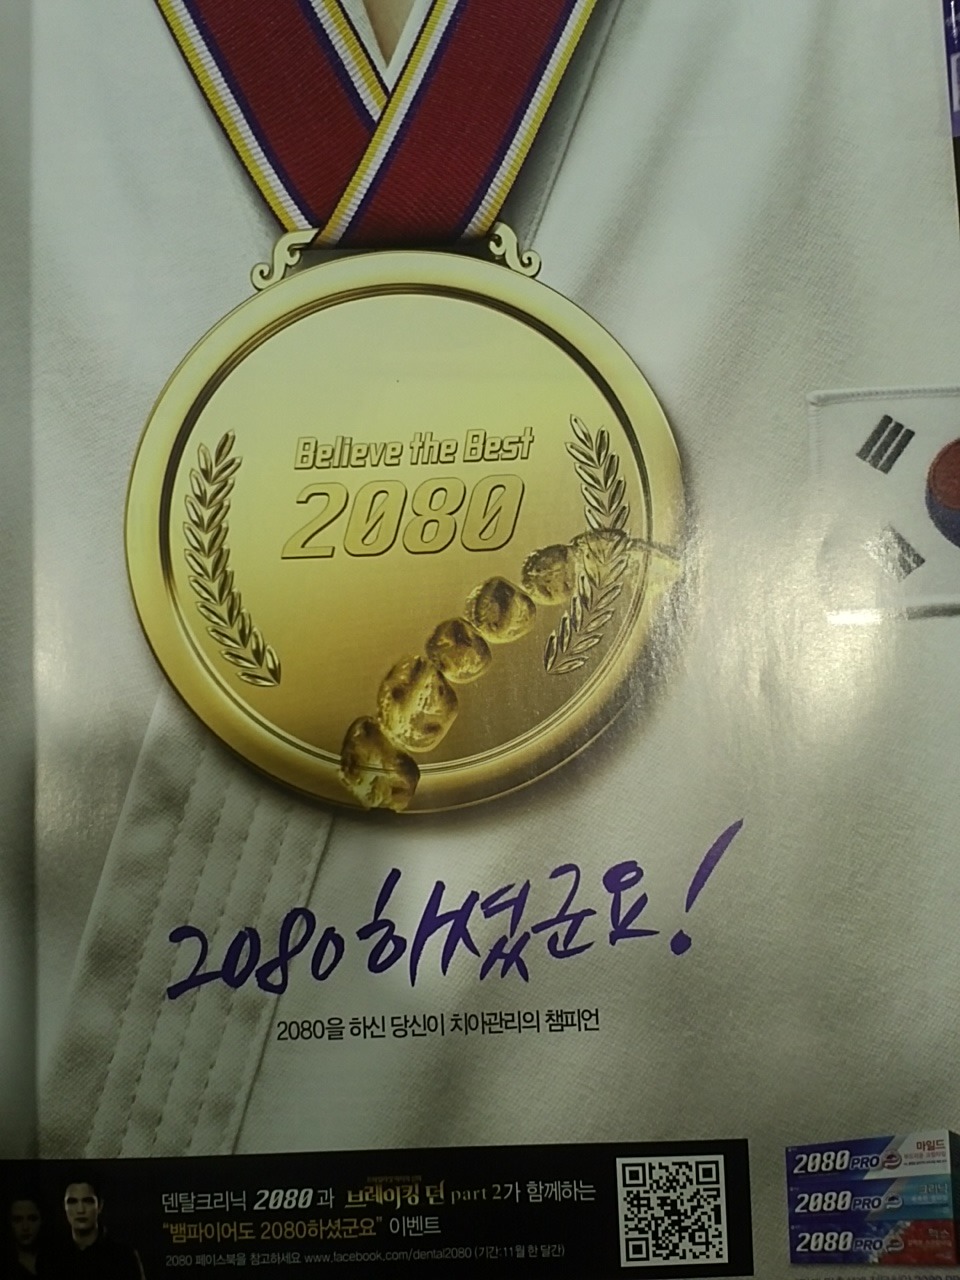 Believe the Best
2080
2080하셨군요!
2080을 하신 당신이 치아관리의 챔피언
덴탈크리닉 2080과 브레이킹 던 part 2가 함께하는
“뱀파이어도 2080하셨군요” 이벤트
2080 페이스북을 참고하세요 www.facebook.com/dental2080 (기간:11월 한 달간)
2080 PRO 마일드
2080 PRO
2080 PRO